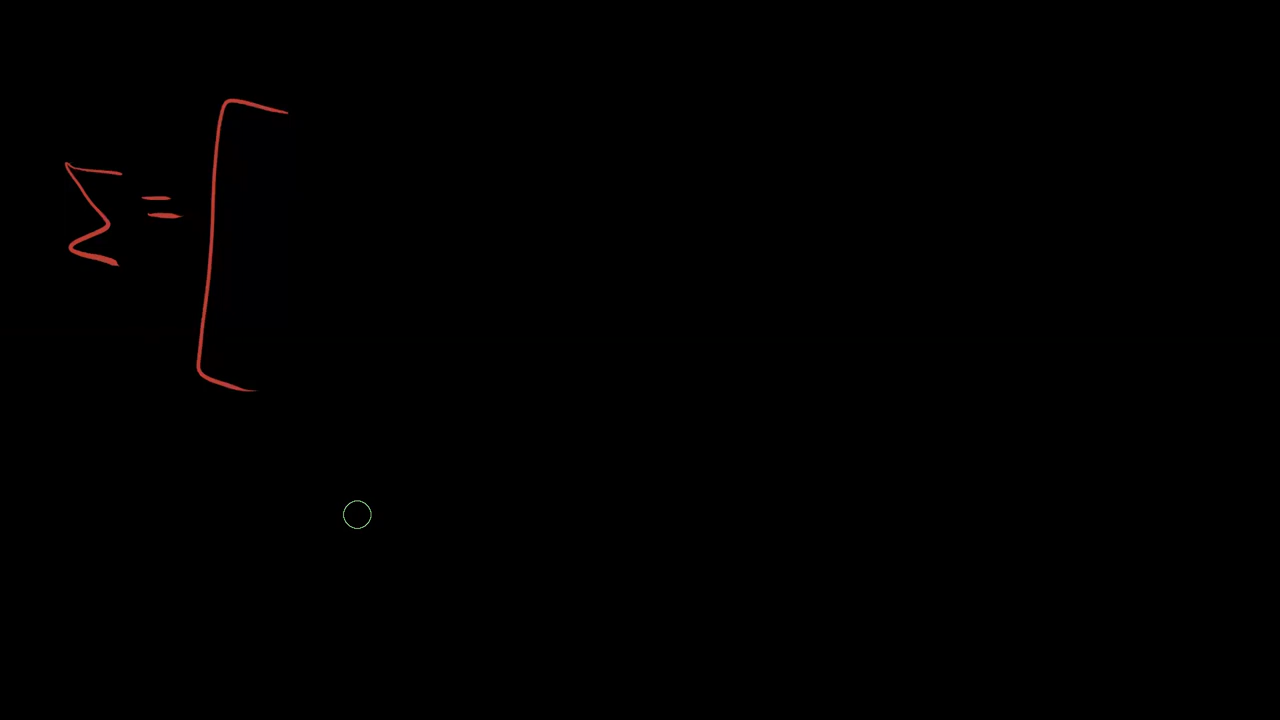 Σ = [